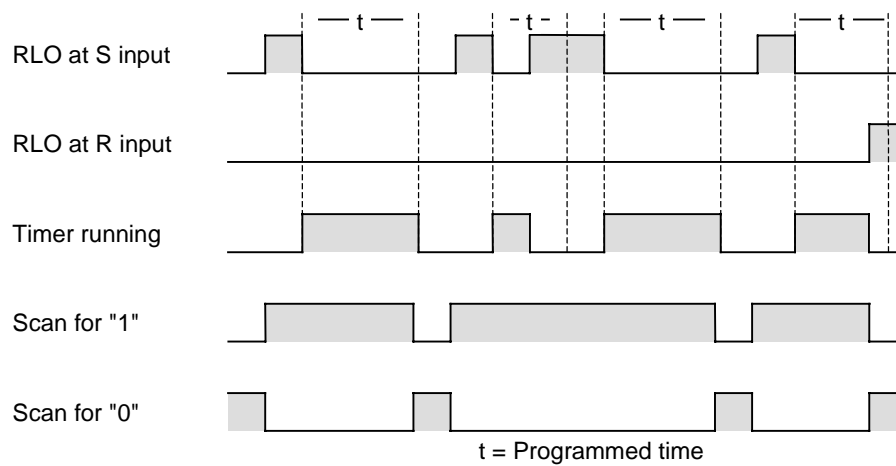 t t t t
RLO at S input
RLO at R input
Timer running
Scan for "1"
Scan for "0"
t = Programmed time